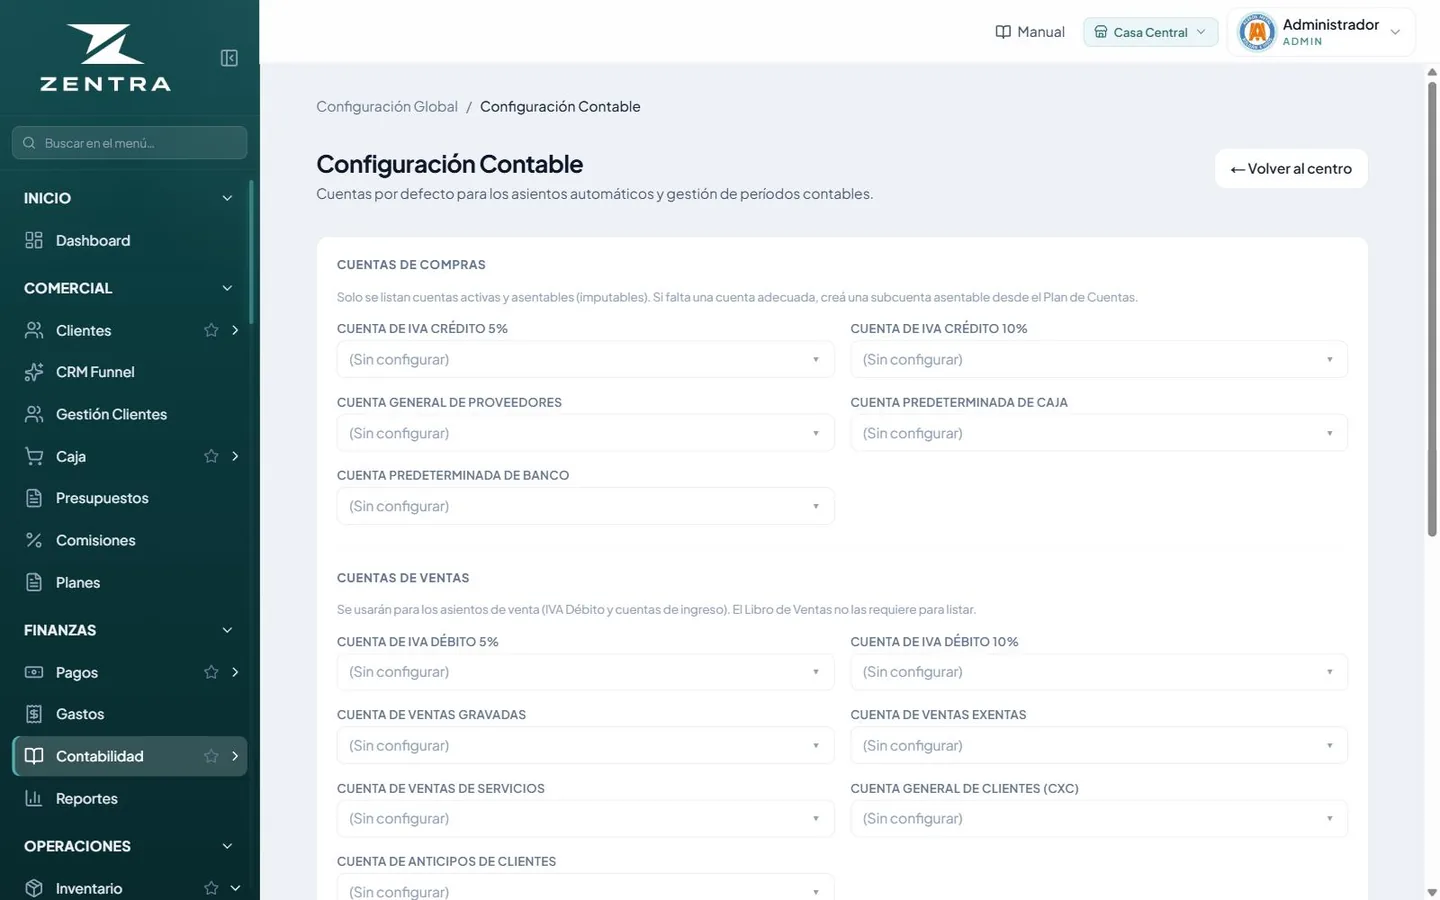 ZENTRA
Buscar en el menú...
INICIO
Dashboard
COMERCIAL
Clientes
CRM Funnel
Gestión Clientes
Caja
Presupuestos
Comisiones
Planes
FINANZAS
Pagos
Gastos
Contabilidad
Reportes
OPERACIONES
Inventario
Manual
Casa Central
Administrador
ADMIN
Configuración Global / Configuración Contable
Configuración Contable
Cuentas por defecto para los asientos automáticos y gestión de períodos contables.
← Volver al centro
CUENTAS DE COMPRAS
Solo se listan cuentas activas y asentables (imputables). Si falta una cuenta adecuada, creá una subcuenta asentable desde el Plan de Cuentas.
CUENTA DE IVA CRÉDITO 5%
(Sin configurar)
CUENTA DE IVA CRÉDITO 10%
(Sin configurar)
CUENTA GENERAL DE PROVEEDORES
(Sin configurar)
CUENTA PREDETERMINADA DE CAJA
(Sin configurar)
CUENTA PREDETERMINADA DE BANCO
(Sin configurar)
CUENTAS DE VENTAS
Se usarán para los asientos de venta (IVA Débito y cuentas de ingreso). El Libro de Ventas no las requiere para listar.
CUENTA DE IVA DÉBITO 5%
(Sin configurar)
CUENTA DE IVA DÉBITO 10%
(Sin configurar)
CUENTA DE VENTAS GRAVADAS
(Sin configurar)
CUENTA DE VENTAS EXENTAS
(Sin configurar)
CUENTA DE VENTAS DE SERVICIOS
(Sin configurar)
CUENTA GENERAL DE CLIENTES (CXC)
(Sin configurar)
CUENTA DE ANTICIPOS DE CLIENTES
(Sin configurar)